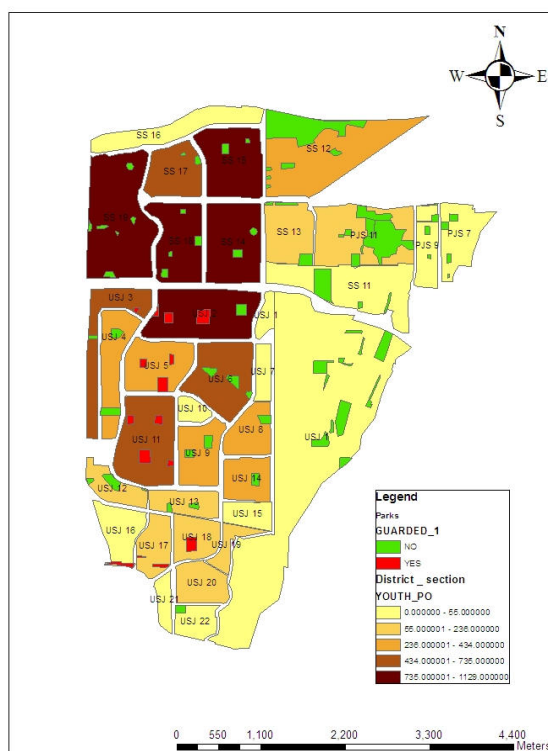 N
W E
S
SS 16
SS 17
SS 12
SS 13
PJS 11
PJS 9
PJS 7
SS 11
USJ 3
USJ 1
USJ 4
USJ 5
USJ 6
USJ 7
USJ 10
USJ 11
USJ 8
USJ 9
USJ 1
USJ 12
USJ 13
USJ 14
USJ 15
USJ 16
USJ 17
USJ 18
USJ 19
USJ 20
USJ 21
USJ 22
Legend
Parks
GUARDED_1
NO
YES
District _ section
YOUTH_PO
0.000000 - 55.000000
55.000001 - 236.000000
236.000001 - 434.000000
434.000001 - 735.000000
735.000001 - 1129.000000
0 550 1,100 2,200 3,300 4,400
Meters